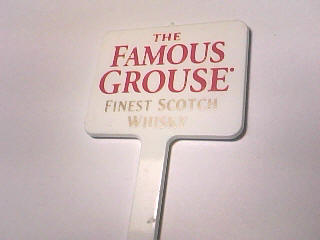 THE
FAMOUS
GROUSE
FINEST SCOTCH
WHISKY